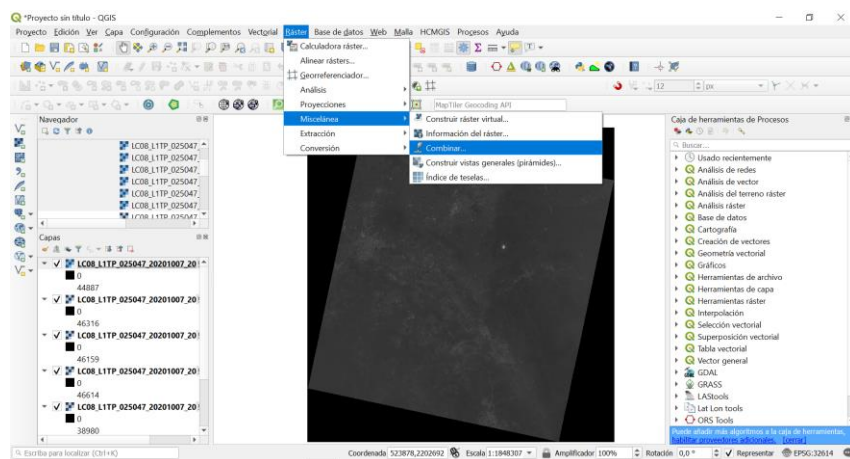 *Proyecto sin título - QGIS
Proyecto Edición Ver Capa Configuración Complementos Vectorial Ráster Base de datos Web Malla HCMGIS Procesos Ayuda
Calculadora ráster...
Alinear rásters...
Georreferenciador...
Análisis
Proyecciones
Miscelánea
Extracción
Conversión
Construir ráster virtual...
Información del ráster...
Combinar...
Construir vistas generales (pirámides)...
Índice de teselas...
12
px
MapTiler Geocoding API
Navegador
LC08_L1TP_025047_
LC08_L1TP_025047_
LC08_L1TP_025047_
LC08_L1TP_025047_
LC08_L1TP_025047_
LC08_L1TP_025047
Capas
LC08_L1TP_025047_20201007_20
0
44887
LC08_L1TP_025047_20201007_20
0
46316
LC08_L1TP_025047_20201007_20
0
46159
LC08_L1TP_025047_20201007_20
0
46614
LC08_L1TP_025047_20201007_20
0
38980
Caja de herramientas de Procesos
Buscar...
Usado recientemente
Análisis de redes
Análisis de vector
Análisis del terreno ráster
Análisis ráster
Base de datos
Cartografía
Creación de vectores
Geometría vectorial
Gráficos
Herramientas de archivo
Herramientas de capa
Herramientas ráster
Interpolación
Selección vectorial
Superposición vectorial
Tabla vectorial
Vector general
GDAL
GRASS
LAStools
Lat Lon tools
ORS Tools
Puede añadir más algoritmos a la caja de herramientas,
habilitar proveedores adicionales. [cerrar]
Escriba para localizar (Ctrl+K)
Coordenada 523878,2202692 Escala 1:1848307 Amplificador 100% Rotación 0,0 ° Representar EPSG:32614